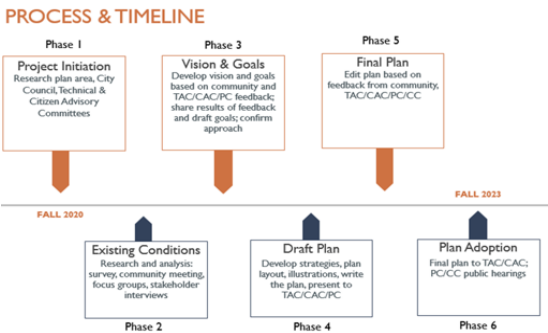 PROCESS & TIMELINE
Phase 1
Project Initiation
Research plan area, City
Council, Technical &
Citizen Advisory
Committees
Phase 3
Vision & Goals
Develop vision and goals
based on community and
TAC/CAC/PC feedback;
share results of feedback
and draft goals; confirm
approach
Phase 5
Final Plan
Edit plan based on
feedback from community,
TAC/CAC/PC/CC
FALL 2020
FALL 2023
Existing Conditions
Research and analysis:
survey, community meeting,
focus groups, stakeholder
interviews
Phase 2
Draft Plan
Develop strategies, plan
layout, illustrations, write
the plan, present to
TAC/CAC/PC
Phase 4
Plan Adoption
Final plan to TAC/CAC;
PC/CC public hearings
Phase 6